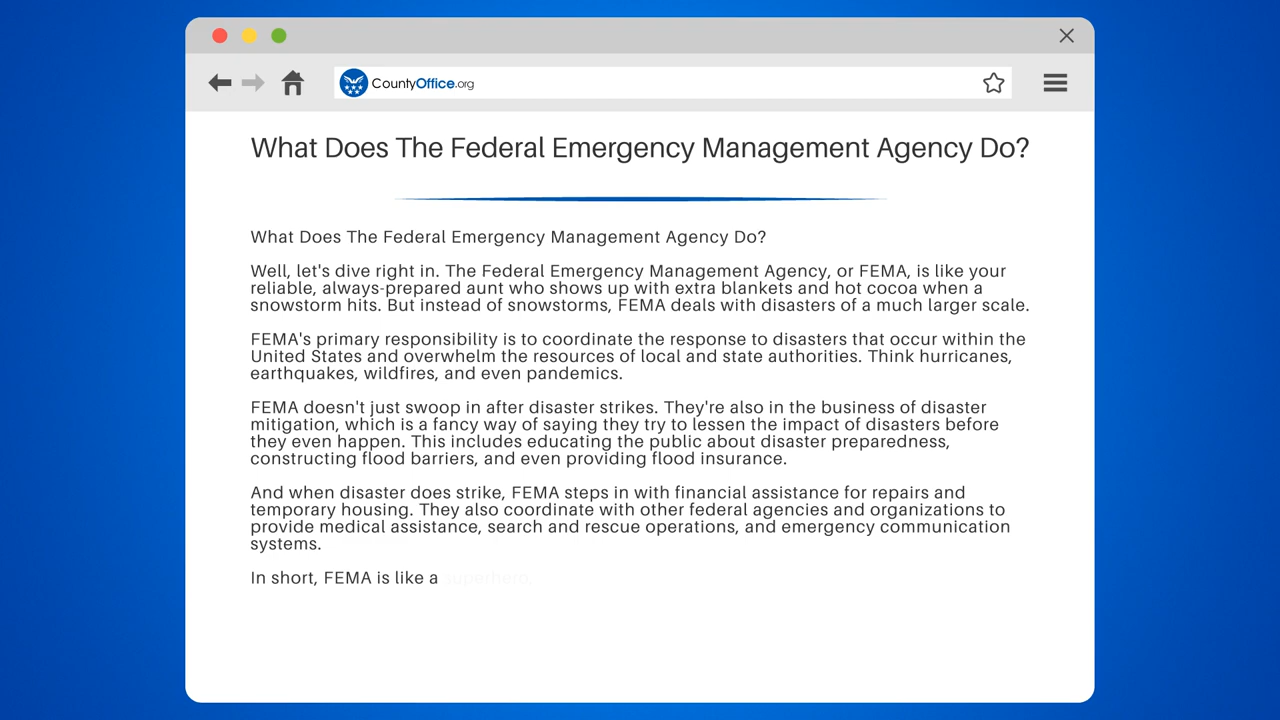 CountyOffice.org
What Does The Federal Emergency Management Agency Do?
What Does The Federal Emergency Management Agency Do?
Well, let's dive right in. The Federal Emergency Management Agency, or FEMA, is like your
reliable, always-prepared aunt who shows up with extra blankets and hot cocoa when a
snowstorm hits. But instead of snowstorms, FEMA deals with disasters of a much larger scale.
FEMA's primary responsibility is to coordinate the response to disasters that occur within the
United States and overwhelm the resources of local and state authorities. Think hurricanes,
earthquakes, wildfires, and even pandemics.
FEMA doesn't just swoop in after disaster strikes. They're also in the business of disaster
mitigation, which is a fancy way of saying they try to lessen the impact of disasters before
they even happen. This includes educating the public about disaster preparedness,
constructing flood barriers, and even providing flood insurance.
And when disaster does strike, FEMA steps in with financial assistance for repairs and
temporary housing. They also coordinate with other federal agencies and organizations to
provide medical assistance, search and rescue operations, and emergency communication
systems.
In short, FEMA is like a superhero